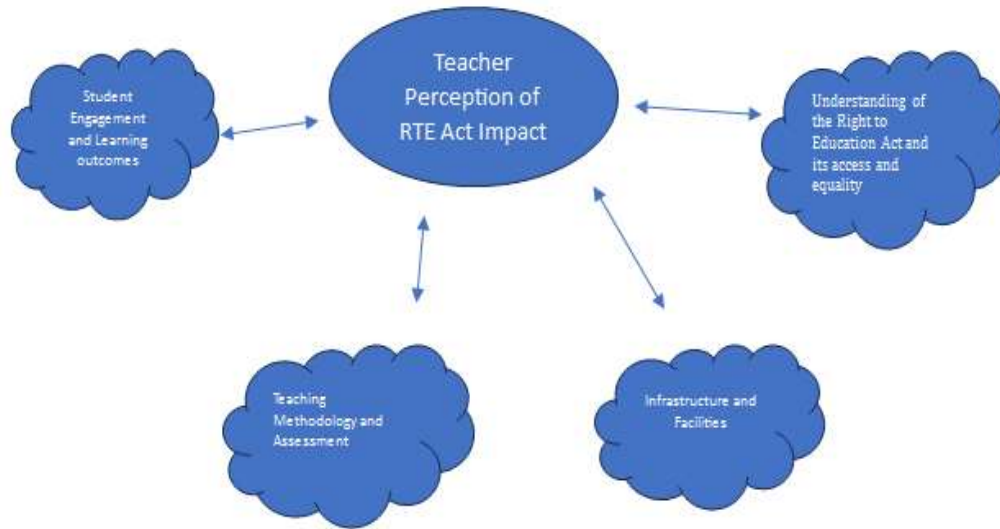 Teacher
Perception of
RTE Act Impact
Student
Engagement
and Learning
outcomes
Understanding of
the Right to
Education Act and
its access and
equality
Teaching
Methodology and
Assessment
Infrastructure and
Facilities